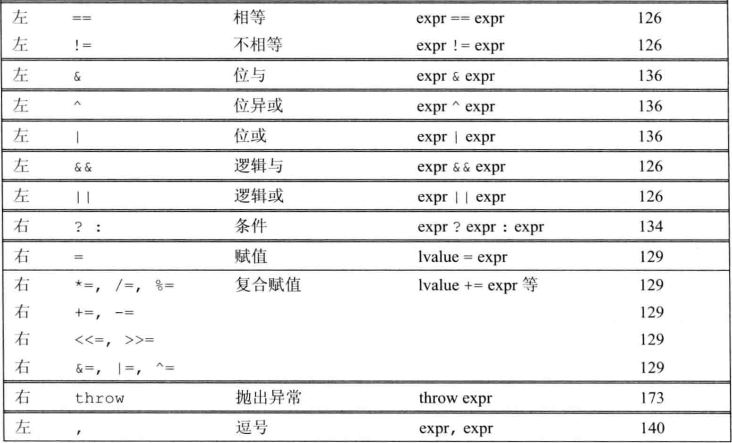 左 == 相等 expr == expr 126
左 != 不相等 expr != expr 126
左 & 位与 expr & expr 136
左 ^ 位异或 expr ^ expr 136
左 | 位或 expr | expr 136
左 && 逻辑与 expr && expr 126
左 || 逻辑或 expr || expr 126
右 ? : 条件 expr ? expr : expr 134
右 = 赋值 lvalue = expr 129
右 *=, /=, %= 复合赋值 lvalue += expr 等 129
右 +=, -= 129
右 <<=, >>= 129
右 &=, |=, ^= 129
右 throw 抛出异常 throw expr 173
左 , 逗号 expr, expr 140